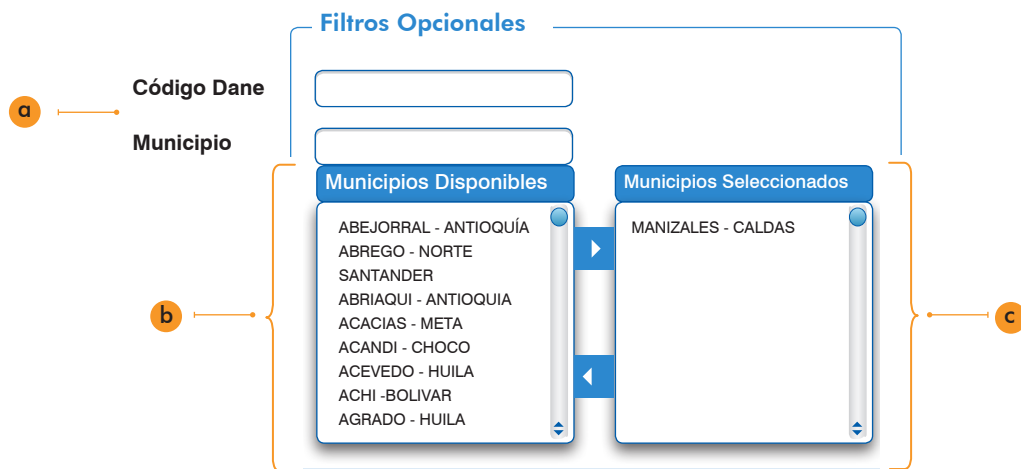 Filtros Opcionales
Código Dane
a
Municipio
Municipios Disponibles
Municipios Seleccionados
ABEJORRAL - ANTIOQUÍA
MANIZALES - CALDAS
ABREGO - NORTE
SANTANDER
ABRIAQUI - ANTIOQUIA
b
c
ACACIAS - META
ACANDI - CHOCO
ACEVEDO - HUILA
ACHI -BOLIVAR
AGRADO - HUILA